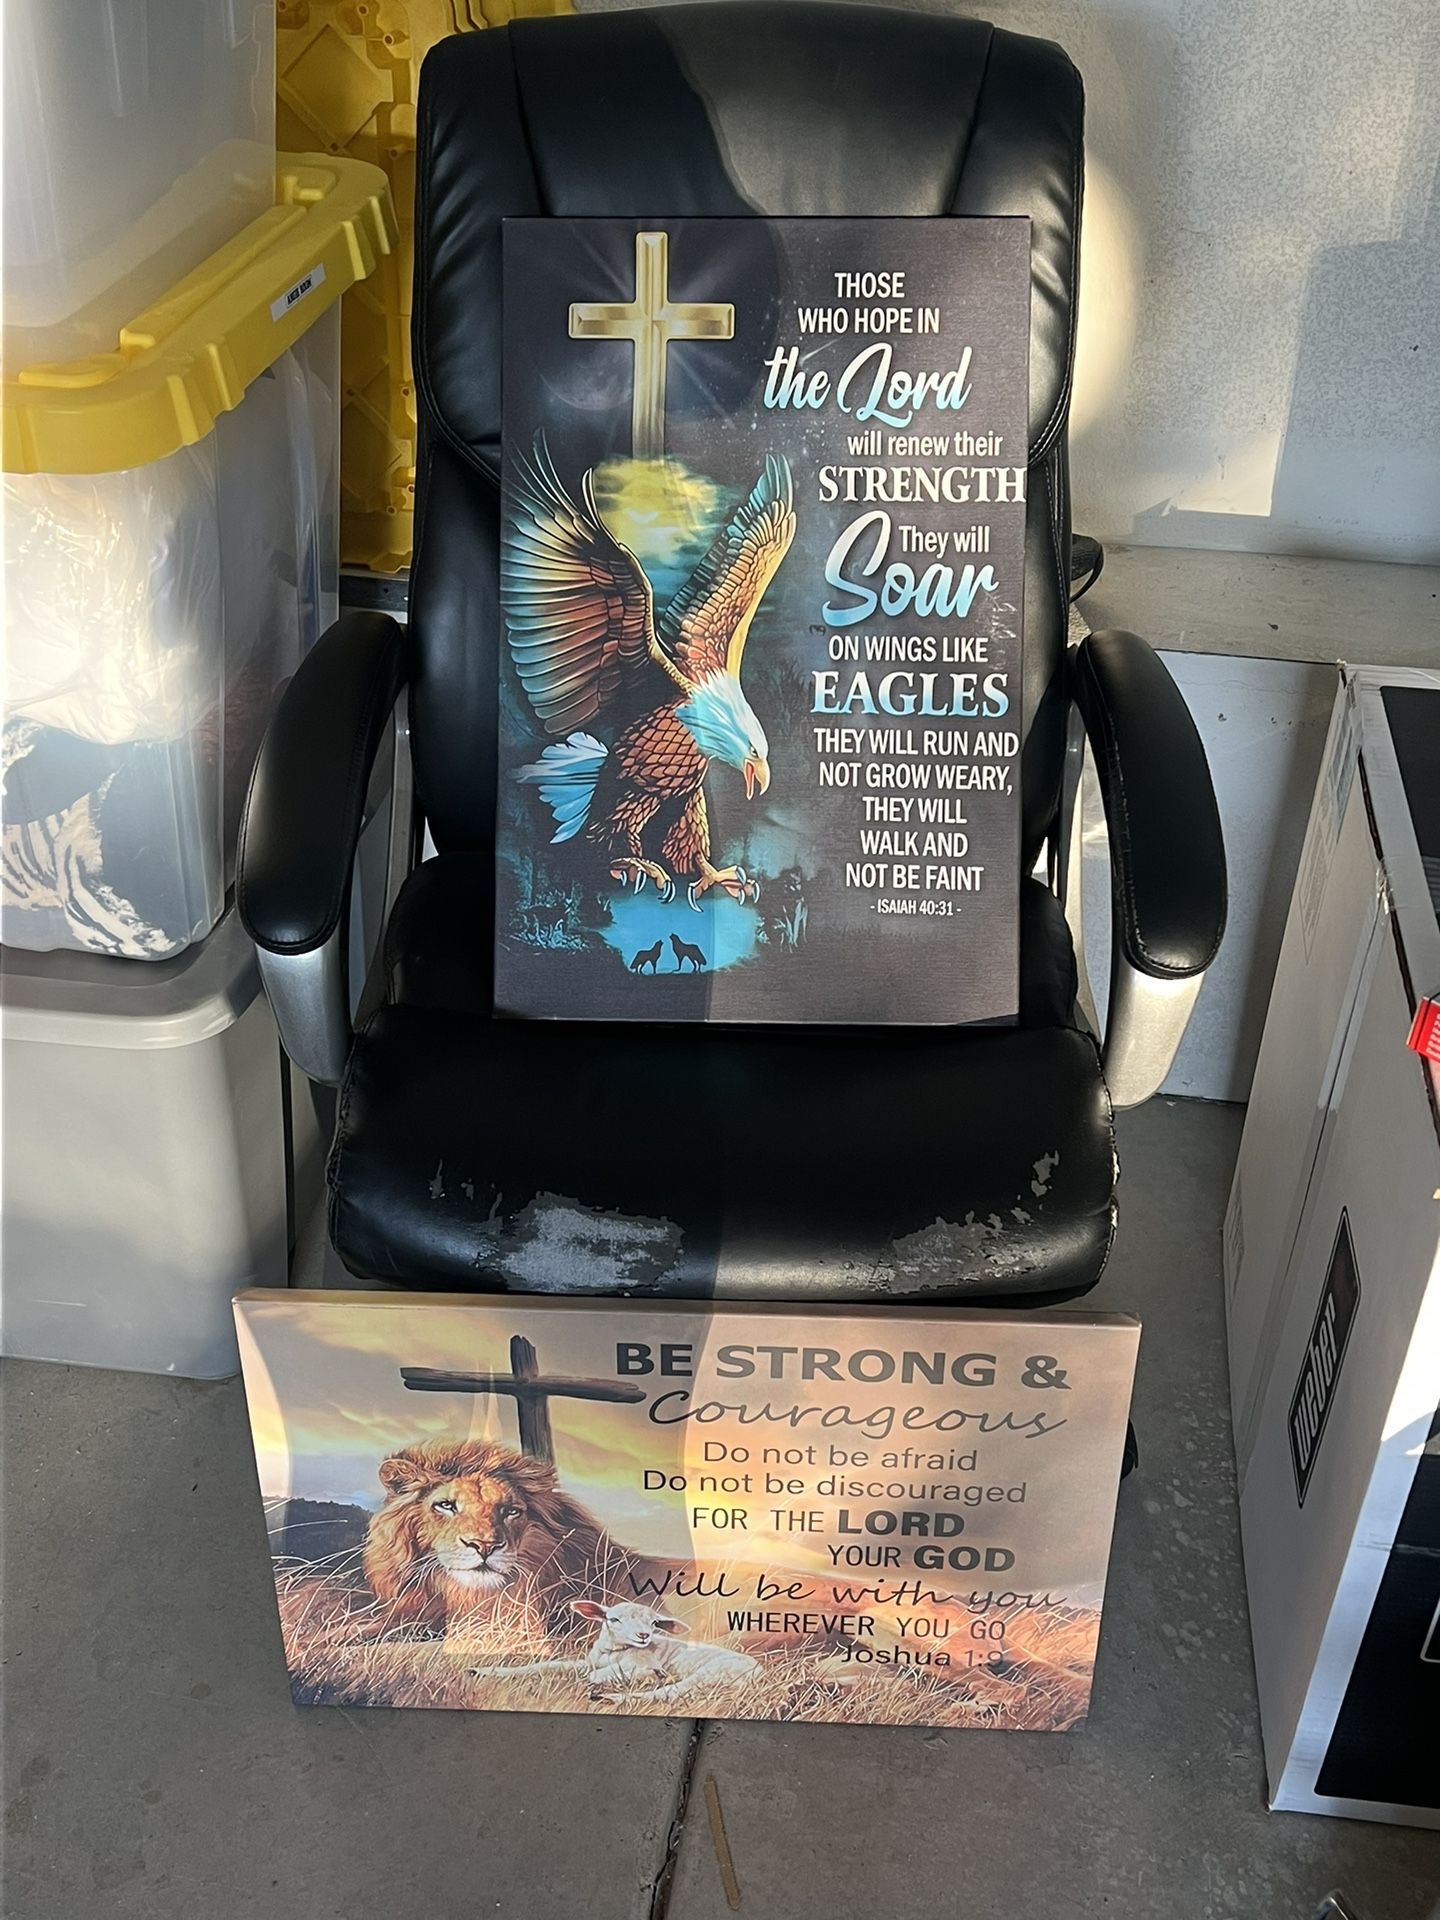 THOSE
WHO HOPE IN
the Lord
will renew their
STRENGTH
They will
Soar
ON WINGS LIKE
EAGLES
THEY WILL RUN AND
NOT GROW WEARY,
THEY WILL
WALK AND
NOT BE FAINT
- ISAIAH 40:31 -
BE STRONG &
Courageous
Do not be afraid
Do not be discouraged
FOR THE LORD
YOUR GOD
Will be with you
WHEREVER YOU GO
Joshua 1:9
weber